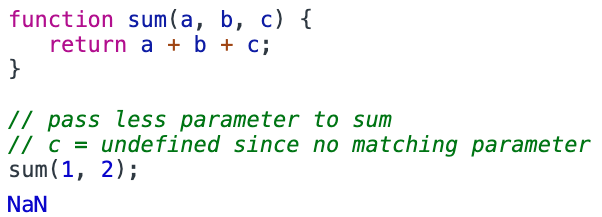 function sum(a, b, c) {
   return a + b + c;
}

// pass less parameter to sum
// c = undefined since no matching parameter
sum(1, 2);
NaN